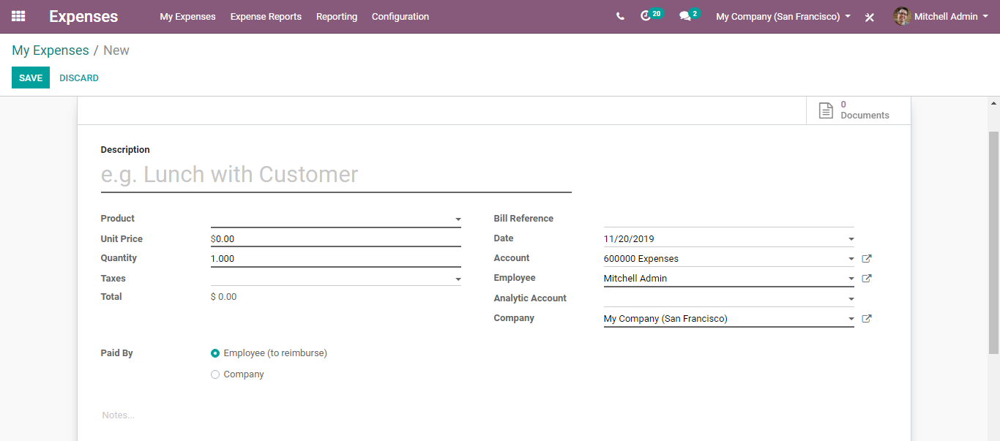 Expenses My Expenses Expense Reports Reporting Configuration 20 2 My Company (San Francisco) Mitchell Admin
My Expenses / New
SAVE DISCARD
0
Documents
Description
e.g. Lunch with Customer
Product
Unit Price $0.00
Quantity 1.000
Taxes
Total $ 0.00
Bill Reference
Date 11/20/2019
Account 600000 Expenses
Employee Mitchell Admin
Analytic Account
Company My Company (San Francisco)
Paid By Employee (to reimburse)
Company
Notes...